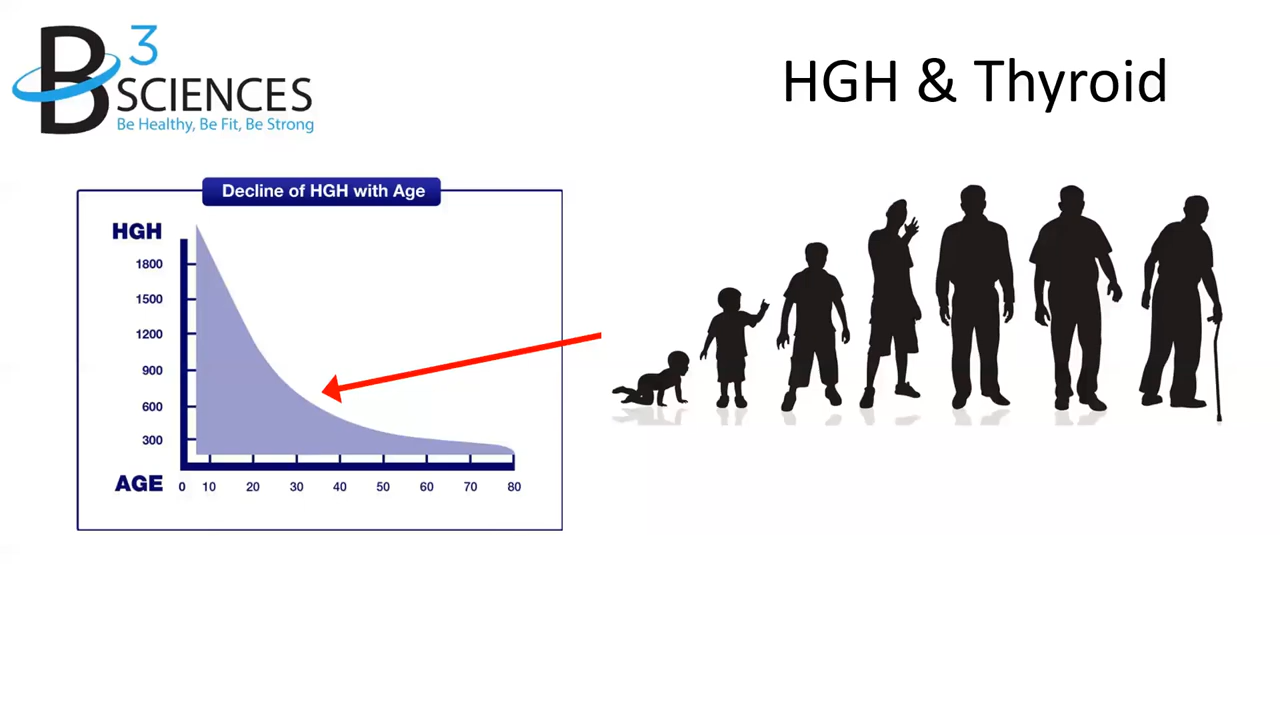 B3 SCIENCES
Be Healthy, Be Fit, Be Strong
HGH & Thyroid
Decline of HGH with Age
HGH
1800
1500
1200
900
600
300
AGE 0 10 20 30 40 50 60 70 80